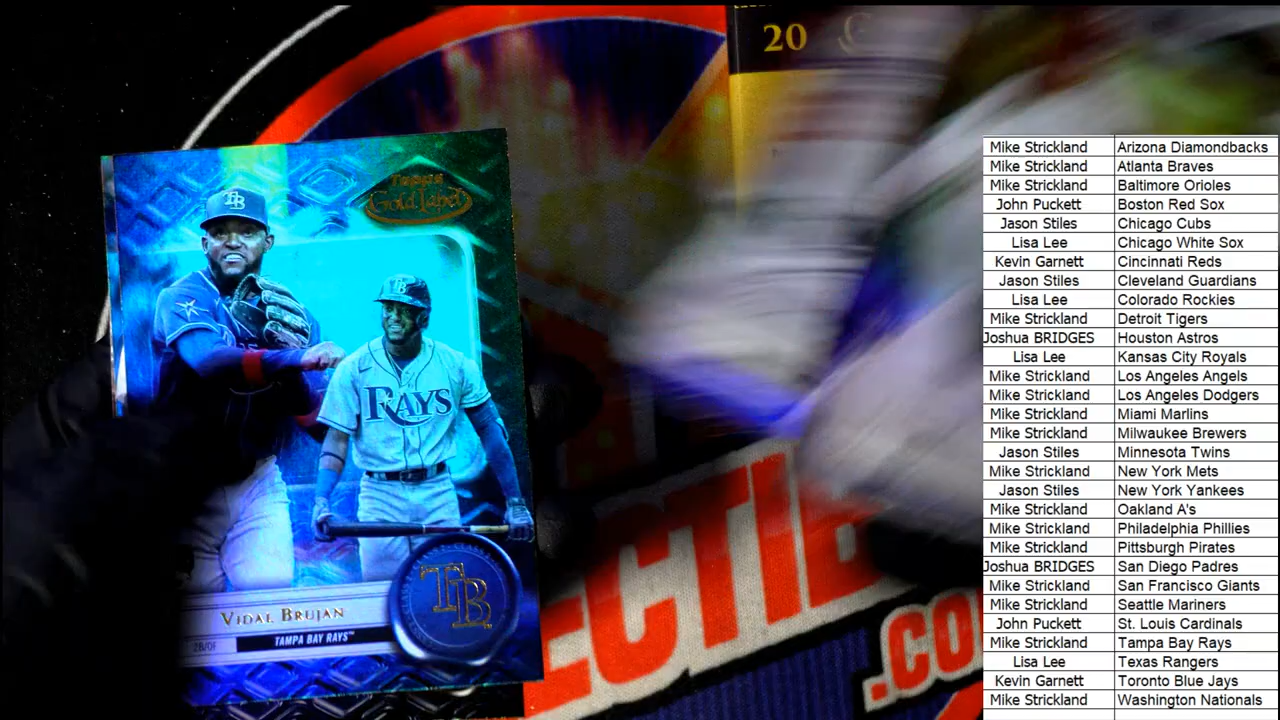 20
TB
Topps
Gold Label
TB
RAYS
TB
VIDAL BRUJAN
2B/OF
TAMPA BAY RAYS™
ECTIB
.CO
Mike Strickland Arizona Diamondbacks
Mike Strickland Atlanta Braves
Mike Strickland Baltimore Orioles
John Puckett Boston Red Sox
Jason Stiles Chicago Cubs
Lisa Lee Chicago White Sox
Kevin Garnett Cincinnati Reds
Jason Stiles Cleveland Guardians
Lisa Lee Colorado Rockies
Mike Strickland Detroit Tigers
Joshua BRIDGES Houston Astros
Lisa Lee Kansas City Royals
Mike Strickland Los Angeles Angels
Mike Strickland Los Angeles Dodgers
Mike Strickland Miami Marlins
Mike Strickland Milwaukee Brewers
Jason Stiles Minnesota Twins
Mike Strickland New York Mets
Jason Stiles New York Yankees
Mike Strickland Oakland A's
Mike Strickland Philadelphia Phillies
Mike Strickland Pittsburgh Pirates
Joshua BRIDGES San Diego Padres
Mike Strickland San Francisco Giants
Mike Strickland Seattle Mariners
John Puckett St. Louis Cardinals
Mike Strickland Tampa Bay Rays
Lisa Lee Texas Rangers
Kevin Garnett Toronto Blue Jays
Mike Strickland Washington Nationals